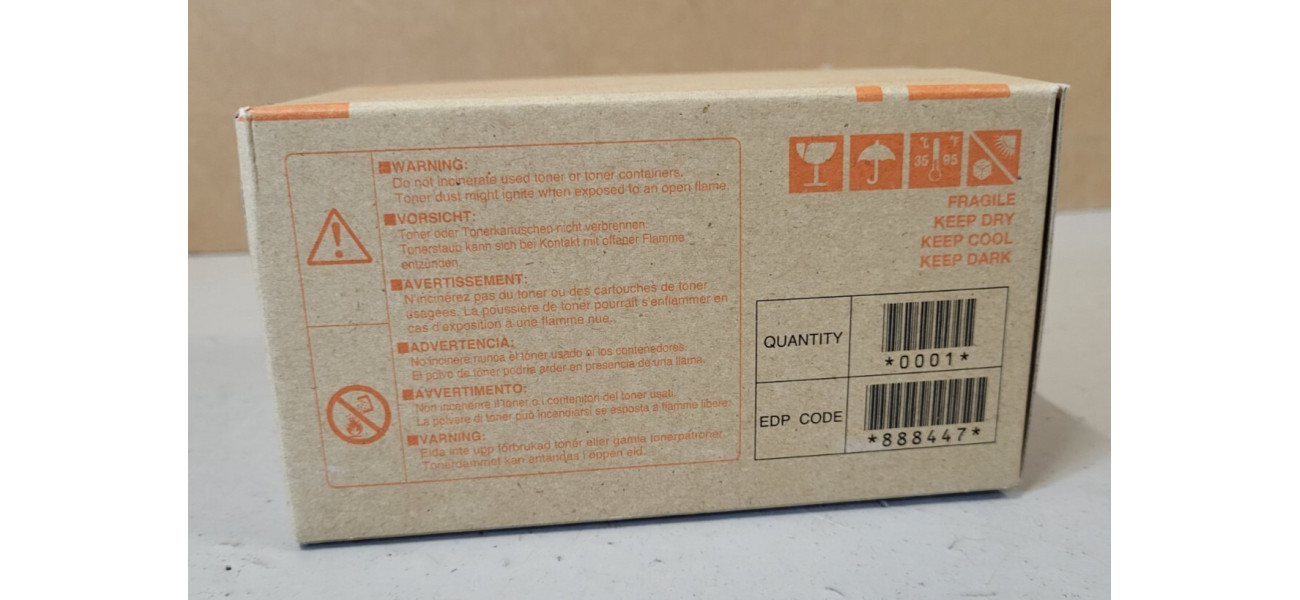 ■WARNING:
Do not incinerate used toner or toner containers.
Toner dust might ignite when exposed to an open flame.
■VORSICHT:
Toner oder Tonerkartuschen nicht verbrennen.
Tonerstaub kann sich bei Kontakt mit offener Flamme
entzünden.
■AVERTISSEMENT:
N'incinérez pas du toner ou des cartouches de toner
usagées. La poussière de toner pourrait s'enflammer en
cas d'exposition à une flamme nue.
■ADVERTENCIA:
No incinere nunca el tóner usado ni los contenedores.
El polvo de tóner podría arder en presencia de una llama.
■AVVERTIMENTO:
Non incenerire il toner o i contenitori del toner usati.
La polvere di toner può incendiarsi se esposta a fiamme libere.
■VARNING:
Elda inte upp förbrukad toner eller gamla tonerpatroner.
Tonerdammet kan antändas i öppen eld.
°C °F
35 95
FRAGILE
KEEP DRY
KEEP COOL
KEEP DARK
QUANTITY
*0001*
EDP CODE
*888447*